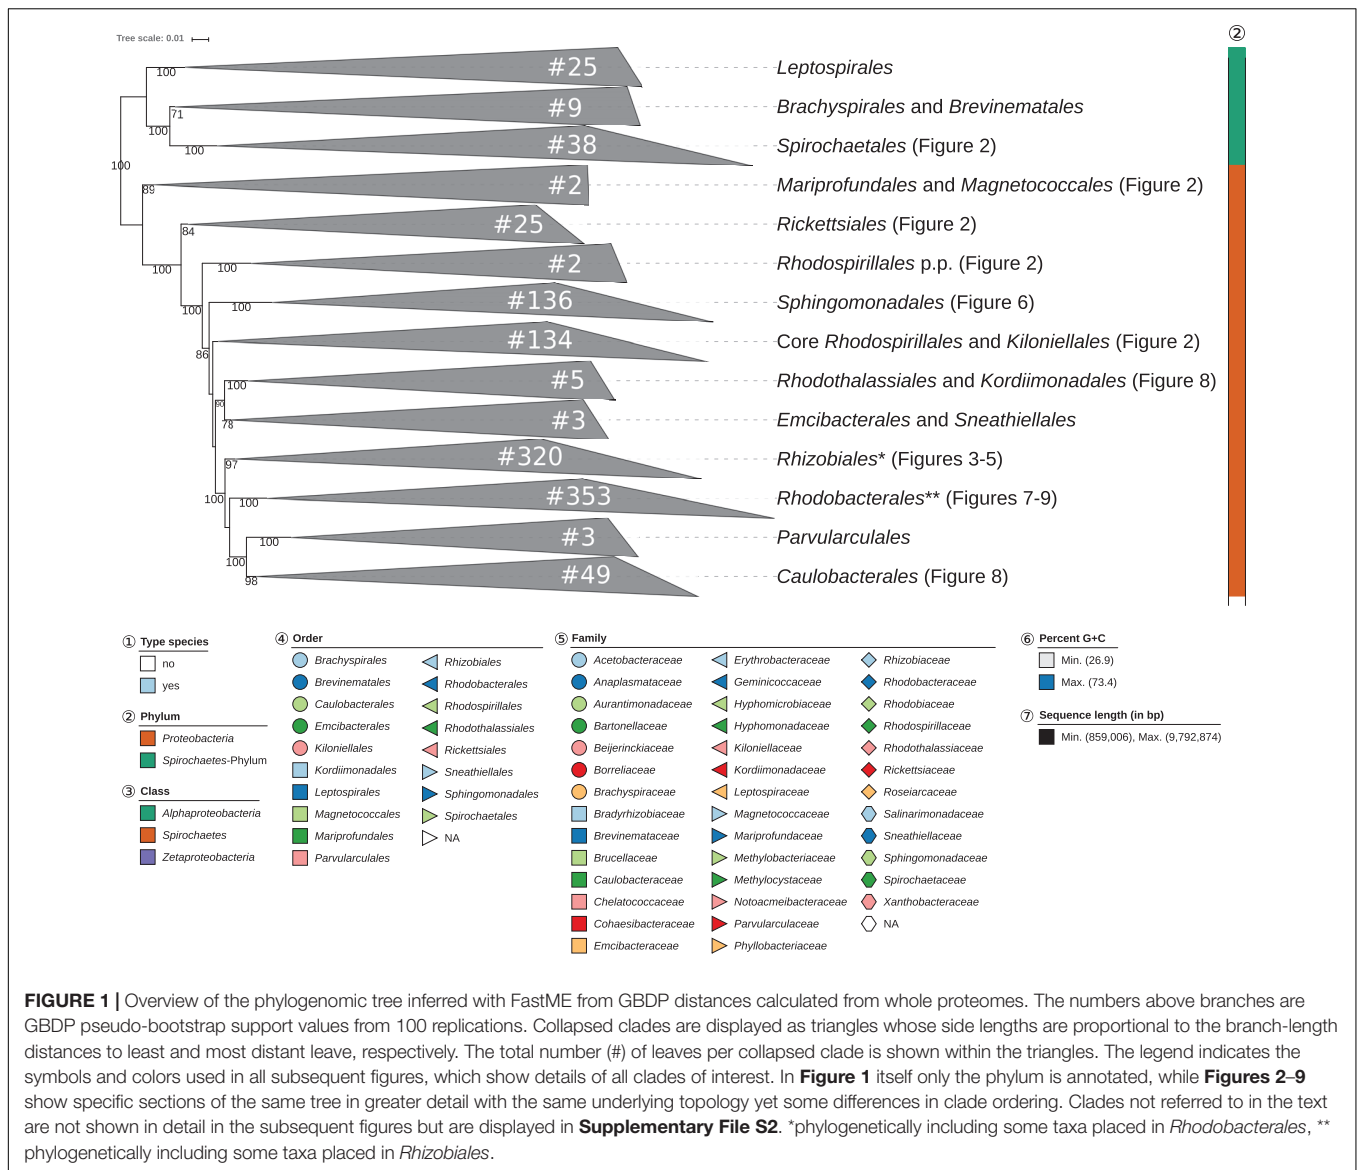 Tree scale: 0.01
②
100
#25
Leptospirales
71
#9
Brachyspirales and Brevinematales
100
100
#38
Spirochaetales (Figure 2)
100
89
#2
Mariprofundales and Magnetococcales (Figure 2)
84
#25
Rickettsiales (Figure 2)
100
100
#2
Rhodospirillales p.p. (Figure 2)
100
100
#136
Sphingomonadales (Figure 6)
86
#134
Core Rhodospirillales and Kiloniellales (Figure 2)
100
#5
Rhodothalassiales and Kordiimonadales (Figure 8)
90
78
#3
Emcibacterales and Sneathiellales
97
#320
Rhizobiales* (Figures 3-5)
100
100
#353
Rhodobacterales** (Figures 7-9)
100
#3
Parvularculales
100
98
#49
Caulobacterales (Figure 8)
① Type species
no
yes
② Phylum
Proteobacteria
Spirochaetes-Phylum
③ Class
Alphaproteobacteria
Spirochaetes
Zetaproteobacteria
④ Order
Brachyspirales
Brevinematales
Caulobacterales
Emcibacterales
Kiloniellales
Kordiimonadales
Leptospirales
Magnetococcales
Mariprofundales
Parvularculales
Rhizobiales
Rhodobacterales
Rhodospirillales
Rhodothalassiales
Rickettsiales
Sneathiellales
Sphingomonadales
Spirochaetales
NA
⑤ Family
Acetobacteraceae
Anaplasmataceae
Aurantimonadaceae
Bartonellaceae
Beijerinckiaceae
Borreliaceae
Brachyspiraceae
Bradyrhizobiaceae
Brevinemataceae
Brucellaceae
Caulobacteraceae
Chelatococcaceae
Cohaesibacteraceae
Emcibacteraceae
Erythrobacteraceae
Geminicoccaceae
Hyphomicrobiaceae
Hyphomonadaceae
Kiloniellaceae
Kordiimonadaceae
Leptospiraceae
Magnetococcaceae
Mariprofundaceae
Methylobacteriaceae
Methylocystaceae
Notoacmeibacteraceae
Parvularculaceae
Phyllobacteriaceae
Rhizobiaceae
Rhodobacteraceae
Rhodobiaceae
Rhodospirillaceae
Rhodothalassiaceae
Rickettsiaceae
Roseiarcaceae
Salinarimonadaceae
Sneathiellaceae
Sphingomonadaceae
Spirochaetaceae
Xanthobacteraceae
NA
⑥ Percent G+C
Min. (26.9)
Max. (73.4)
⑦ Sequence length (in bp)
Min. (859,006), Max. (9,792,874)
FIGURE 1 | Overview of the phylogenomic tree inferred with FastME from GBDP distances calculated from whole proteomes. The numbers above branches are
GBDP pseudo-bootstrap support values from 100 replications. Collapsed clades are displayed as triangles whose side lengths are proportional to the branch-length
distances to least and most distant leave, respectively. The total number (#) of leaves per collapsed clade is shown within the triangles. The legend indicates the
symbols and colors used in all subsequent figures, which show details of all clades of interest. In Figure 1 itself only the phylum is annotated, while Figures 2–9
show specific sections of the same tree in greater detail with the same underlying topology yet some differences in clade ordering. Clades not referred to in the text
are not shown in detail in the subsequent figures but are displayed in Supplementary File S2. *phylogenetically including some taxa placed in Rhodobacterales, **
phylogenetically including some taxa placed in Rhizobiales.